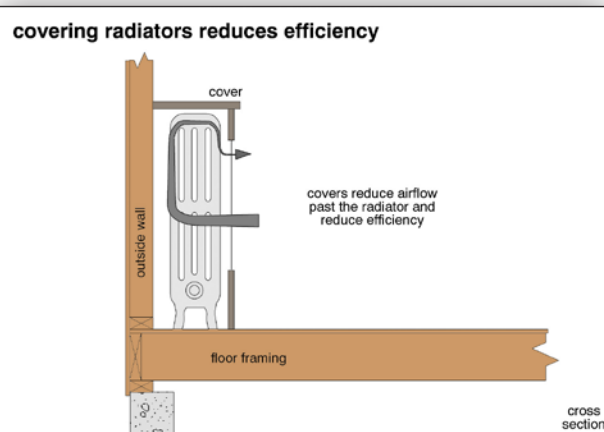 covering radiators reduces efficiency
cover
covers reduce airflow
past the radiator and
reduce efficiency
outside wall
floor framing
cross
section